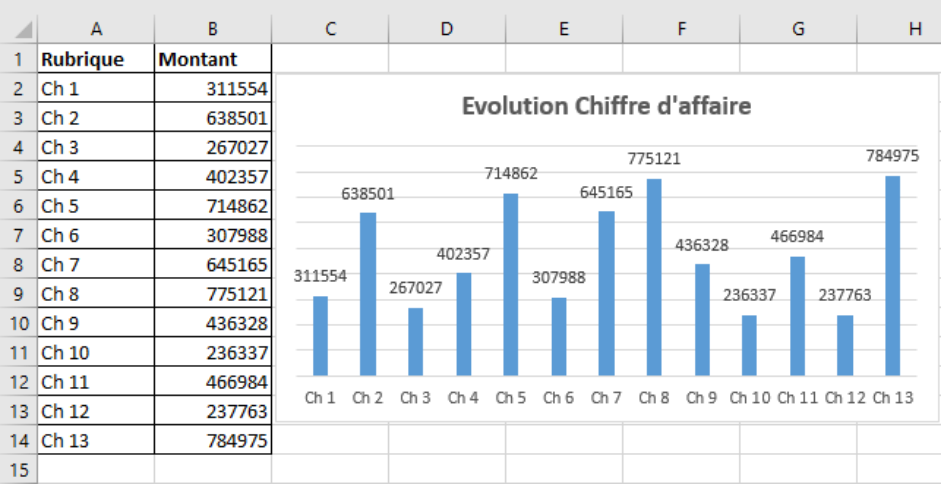 A B C D E F G H
1 Rubrique Montant
2 Ch 1 311554
3 Ch 2 638501
4 Ch 3 267027
5 Ch 4 402357
6 Ch 5 714862
7 Ch 6 307988
8 Ch 7 645165
9 Ch 8 775121
10 Ch 9 436328
11 Ch 10 236337
12 Ch 11 466984
13 Ch 12 237763
14 Ch 13 784975
15
Evolution Chiffre d'affaire
311554 638501 267027 402357 714862 307988 645165 775121 436328 236337 466984 237763 784975
Ch 1 Ch 2 Ch 3 Ch 4 Ch 5 Ch 6 Ch 7 Ch 8 Ch 9 Ch 10 Ch 11 Ch 12 Ch 13